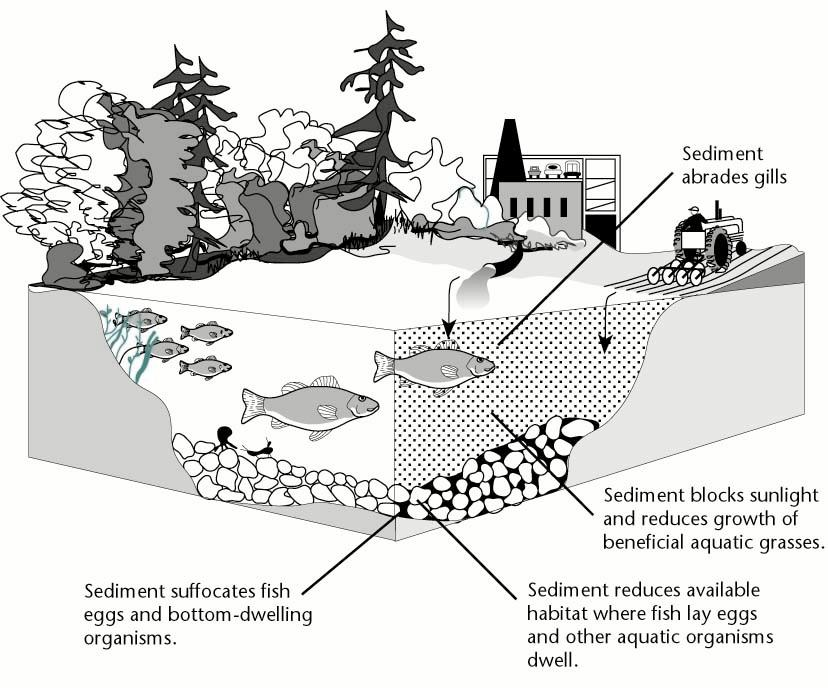 Sediment
abrades gills
Sediment blocks sunlight
and reduces growth of
beneficial aquatic grasses.
Sediment suffocates fish
eggs and bottom-dwelling
organisms.
Sediment reduces available
habitat where fish lay eggs
and other aquatic organisms
dwell.